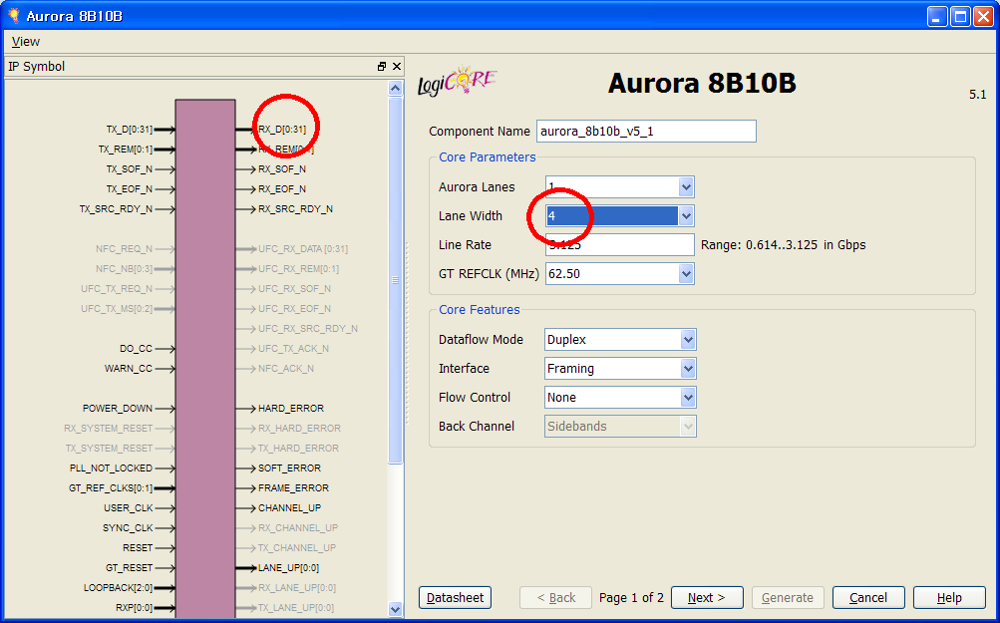 Aurora 8B10B
View
IP Symbol
LogiCORE
Aurora 8B10B
5.1
TX_D[0:31]
RX_D[0:31]
TX_REM[0:1]
RX_REM[0:1]
TX_SOF_N
RX_SOF_N
TX_EOF_N
RX_EOF_N
TX_SRC_RDY_N
RX_SRC_RDY_N
NFC_REQ_N
UFC_RX_DATA [0:31]
NFC_NB[0:3]
UFC_RX_REM[0:1]
UFC_TX_REQ_N
UFC_RX_SOF_N
UFC_TX_MS[0:2]
UFC_RX_EOF_N
UFC_RX_SRC_RDY_N
DO_CC
UFC_TX_ACK_N
WARN_CC
NFC_ACK_N
POWER_DOWN
HARD_ERROR
RX_SYSTEM_RESET
RX_HARD_ERROR
TX_SYSTEM_RESET
TX_HARD_ERROR
PLL_NOT_LOCKED
SOFT_ERROR
GT_REF_CLKS[0:1]
FRAME_ERROR
USER_CLK
CHANNEL_UP
SYNC_CLK
RX_CHANNEL_UP
RESET
TX_CHANNEL_UP
GT_RESET
LANE_UP[0:0]
LOOPBACK[2:0]
RX_LANE_UP[0:0]
RXP[0:0]
TX_LANE_UP[0:0]
Component Name aurora_8b10b_v5_1
Core Parameters
Aurora Lanes 1
Lane Width 4
Line Rate 3.125 Range: 0.614..3.125 in Gbps
GT REFCLK (MHz) 62.50
Core Features
Dataflow Mode Duplex
Interface Framing
Flow Control None
Back Channel Sidebands
Datasheet < Back Page 1 of 2 Next > Generate Cancel Help